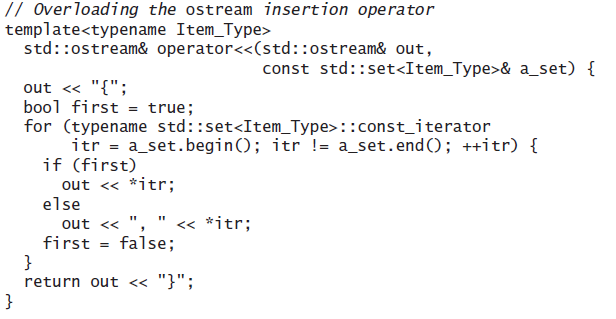 // Overloading the ostream insertion operator
template<typename Item_Type>
  std::ostream& operator<<(std::ostream& out,
                           const std::set<Item_Type>& a_set) {
  out << "{";
  bool first = true;
  for (typename std::set<Item_Type>::const_iterator
       itr = a_set.begin(); itr != a_set.end(); ++itr) {
    if (first)
      out << *itr;
    else
      out << ", " << *itr;
    first = false;
  }
  return out << "}";
}